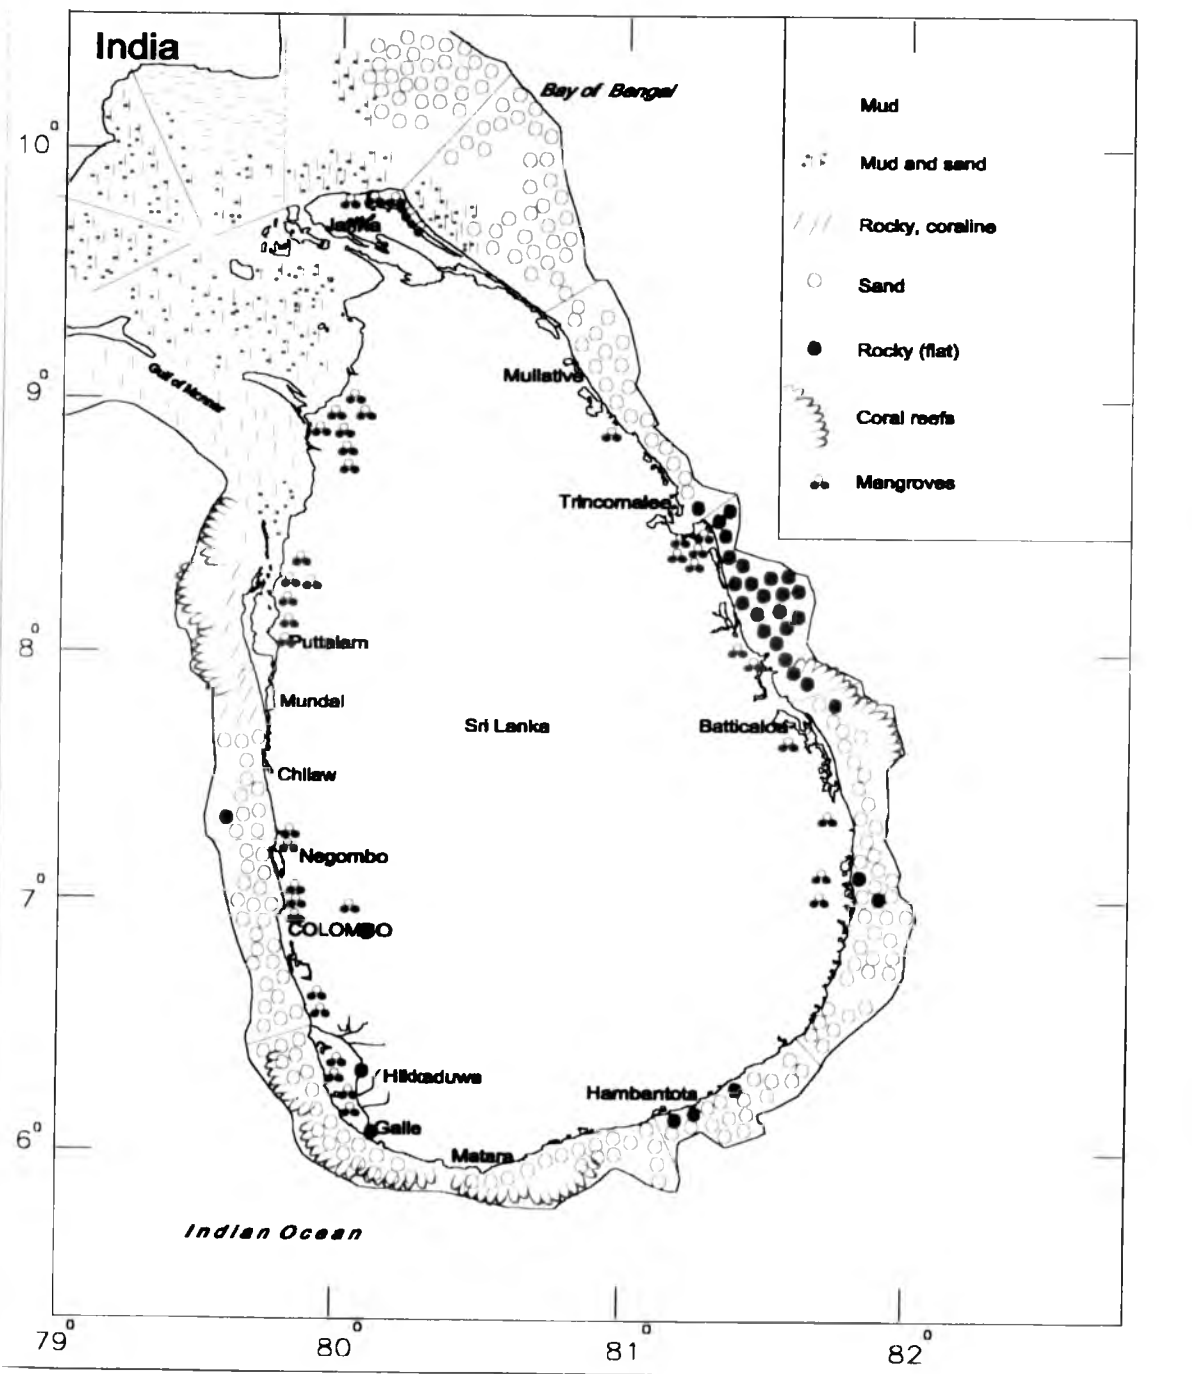 India
Bay of Bengal
Mud
10°
Mud and sand
Jaffka
Rocky, coraline
Sand
Rocky (flat)
Gulf of Mannar
Mullative
9°
Coral reefs
Mangroves
Trincomalee
8°
Puttalam
Mundal
Sri Lanka
Batticaloa
Chilaw
Negombo
7°
COLOMBO
Hikkaduwa
Hambantota
Galle
6°
Matara
Indian Ocean
79°
80°
81°
82°